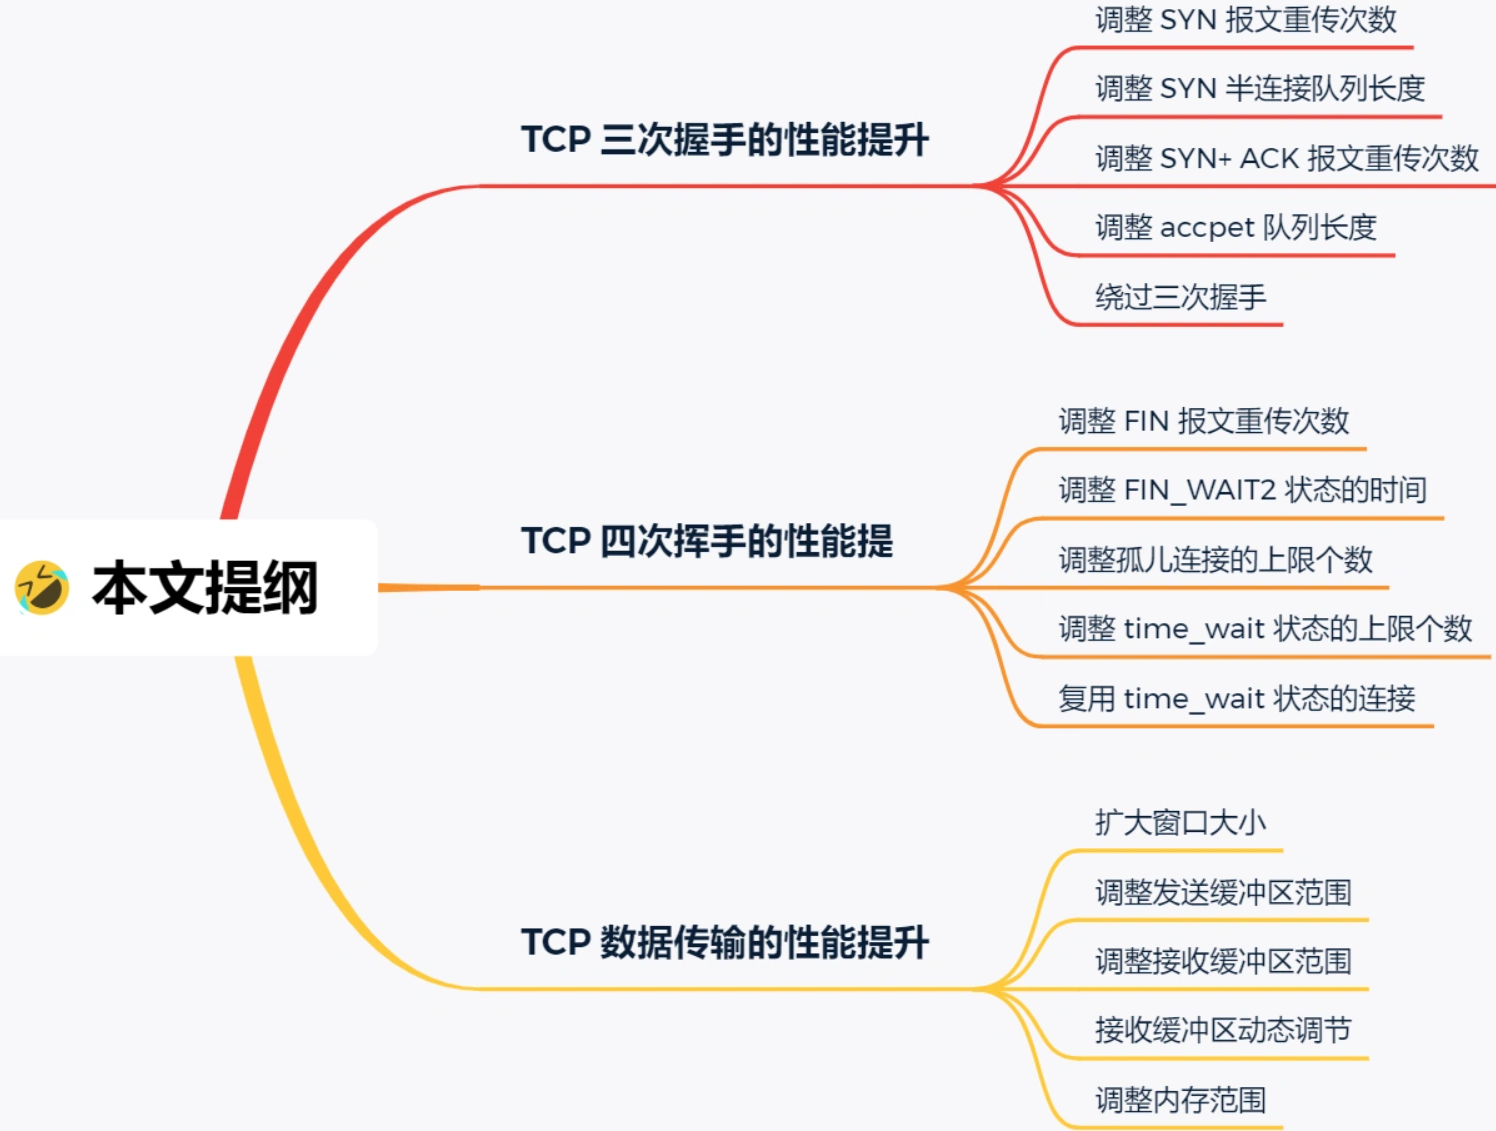 本文提纲
TCP 三次握手的性能提升
调整 SYN 报文重传次数
调整 SYN 半连接队列长度
调整 SYN+ ACK 报文重传次数
调整 accpet 队列长度
绕过三次握手
TCP 四次挥手的性能提
调整 FIN 报文重传次数
调整 FIN_WAIT2 状态的时间
调整孤儿连接的上限个数
调整 time_wait 状态的上限个数
复用 time_wait 状态的连接
TCP 数据传输的性能提升
扩大窗口大小
调整发送缓冲区范围
调整接收缓冲区范围
接收缓冲区动态调节
调整内存范围